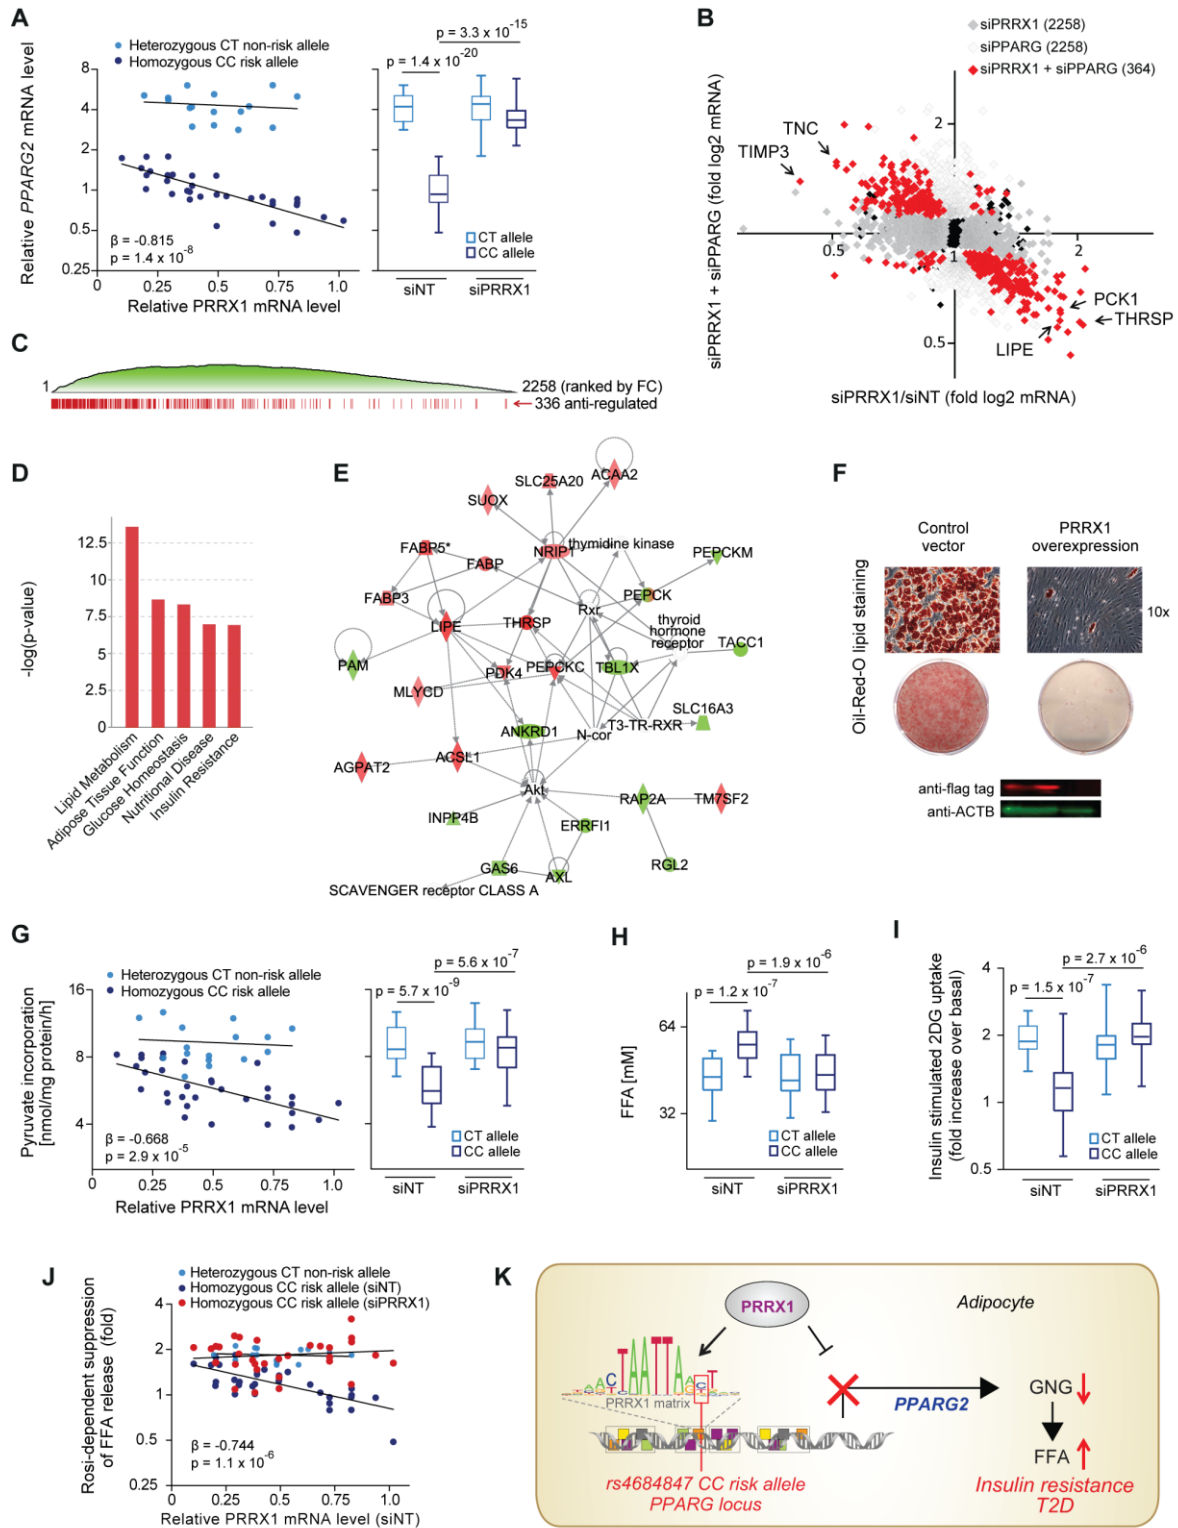 A
Heterozygous CT non-risk allele
Homozygous CC risk allele
Relative PPARG2 mRNA level
8
4
2
1
0.5
0.25
β = -0.815
p = 1.4 x 10-8
0
0.25
0.50
0.75
1.0
Relative PRRX1 mRNA level
p = 3.3 x 10-15
p = 1.4 x 10-20
CT allele
CC allele
siNT
siPRRX1
B
siPRRX1 (2258)
siPPARG (2258)
siPRRX1 + siPPARG (364)
siPRRX1 + siPPARG (fold log2 mRNA)
2
TNC
TIMP3
0.5
1
2
PCK1
THRSP
LIPE
0.5
siPRRX1/siNT (fold log2 mRNA)
C
1
2258 (ranked by FC)
336 anti-regulated
D
-log(p-value)
12.5
10
7.5
5
2.5
0
Lipid Metabolism
Adipose Tissue Function
Glucose Homeostasis
Nutritional Disease
Insulin Resistance
E
ACAA2
SLC25A20
SUOX
FABP5*
NRIP1
thymidine kinase
PEPCKM
FABP
FABP3
PEPCK
Rxr
LIPE
THRSP
thyroid
hormone
receptor
TACC1
PAM
PDK4
PEPCKC
TBL1X
MLYCD
SLC16A3
ANKRD1
N-cor
T3-TR-RXR
AGPAT2
ACSL1
Akt
RAP2A
TM7SF2
INPP4B
ERRFI1
GAS6
AXL
RGL2
SCAVENGER receptor CLASS A
F
Control
vector
PRRX1
overexpression
Oil-Red-O lipid staining
10x
anti-flag tag
anti-ACTB
G
Heterozygous CT non-risk allele
Homozygous CC risk allele
Pyruvate incorporation
[nmol/mg protein/h]
16
8
4
β = -0.668
p = 2.9 x 10-5
0
0.25
0.50
0.75
1.0
Relative PRRX1 mRNA level
p = 5.6 x 10-7
p = 5.7 x 10-9
CT allele
CC allele
siNT
siPRRX1
H
p = 1.9 x 10-6
p = 1.2 x 10-7
FFA [mM]
64
32
CT allele
CC allele
siNT
siPRRX1
I
p = 2.7 x 10-6
p = 1.5 x 10-7
Insulin stimulated 2DG uptake
(fold increase over basal)
4
2
1
0.5
CT allele
CC allele
siNT
siPRRX1
J
Heterozygous CT non-risk allele
Homozygous CC risk allele (siNT)
Homozygous CC risk allele (siPRRX1)
Rosi-dependent suppression
of FFA release (fold)
4
2
1
0.5
0.25
β = -0.744
p = 1.1 x 10-6
0
0.25
0.50
0.75
1.0
Relative PRRX1 mRNA level (siNT)
K
PRRX1
Adipocyte
PRRX1 matrix
PPARG2
GNG
FFA
rs4684847 CC risk allele
PPARG locus
Insulin resistance
T2D